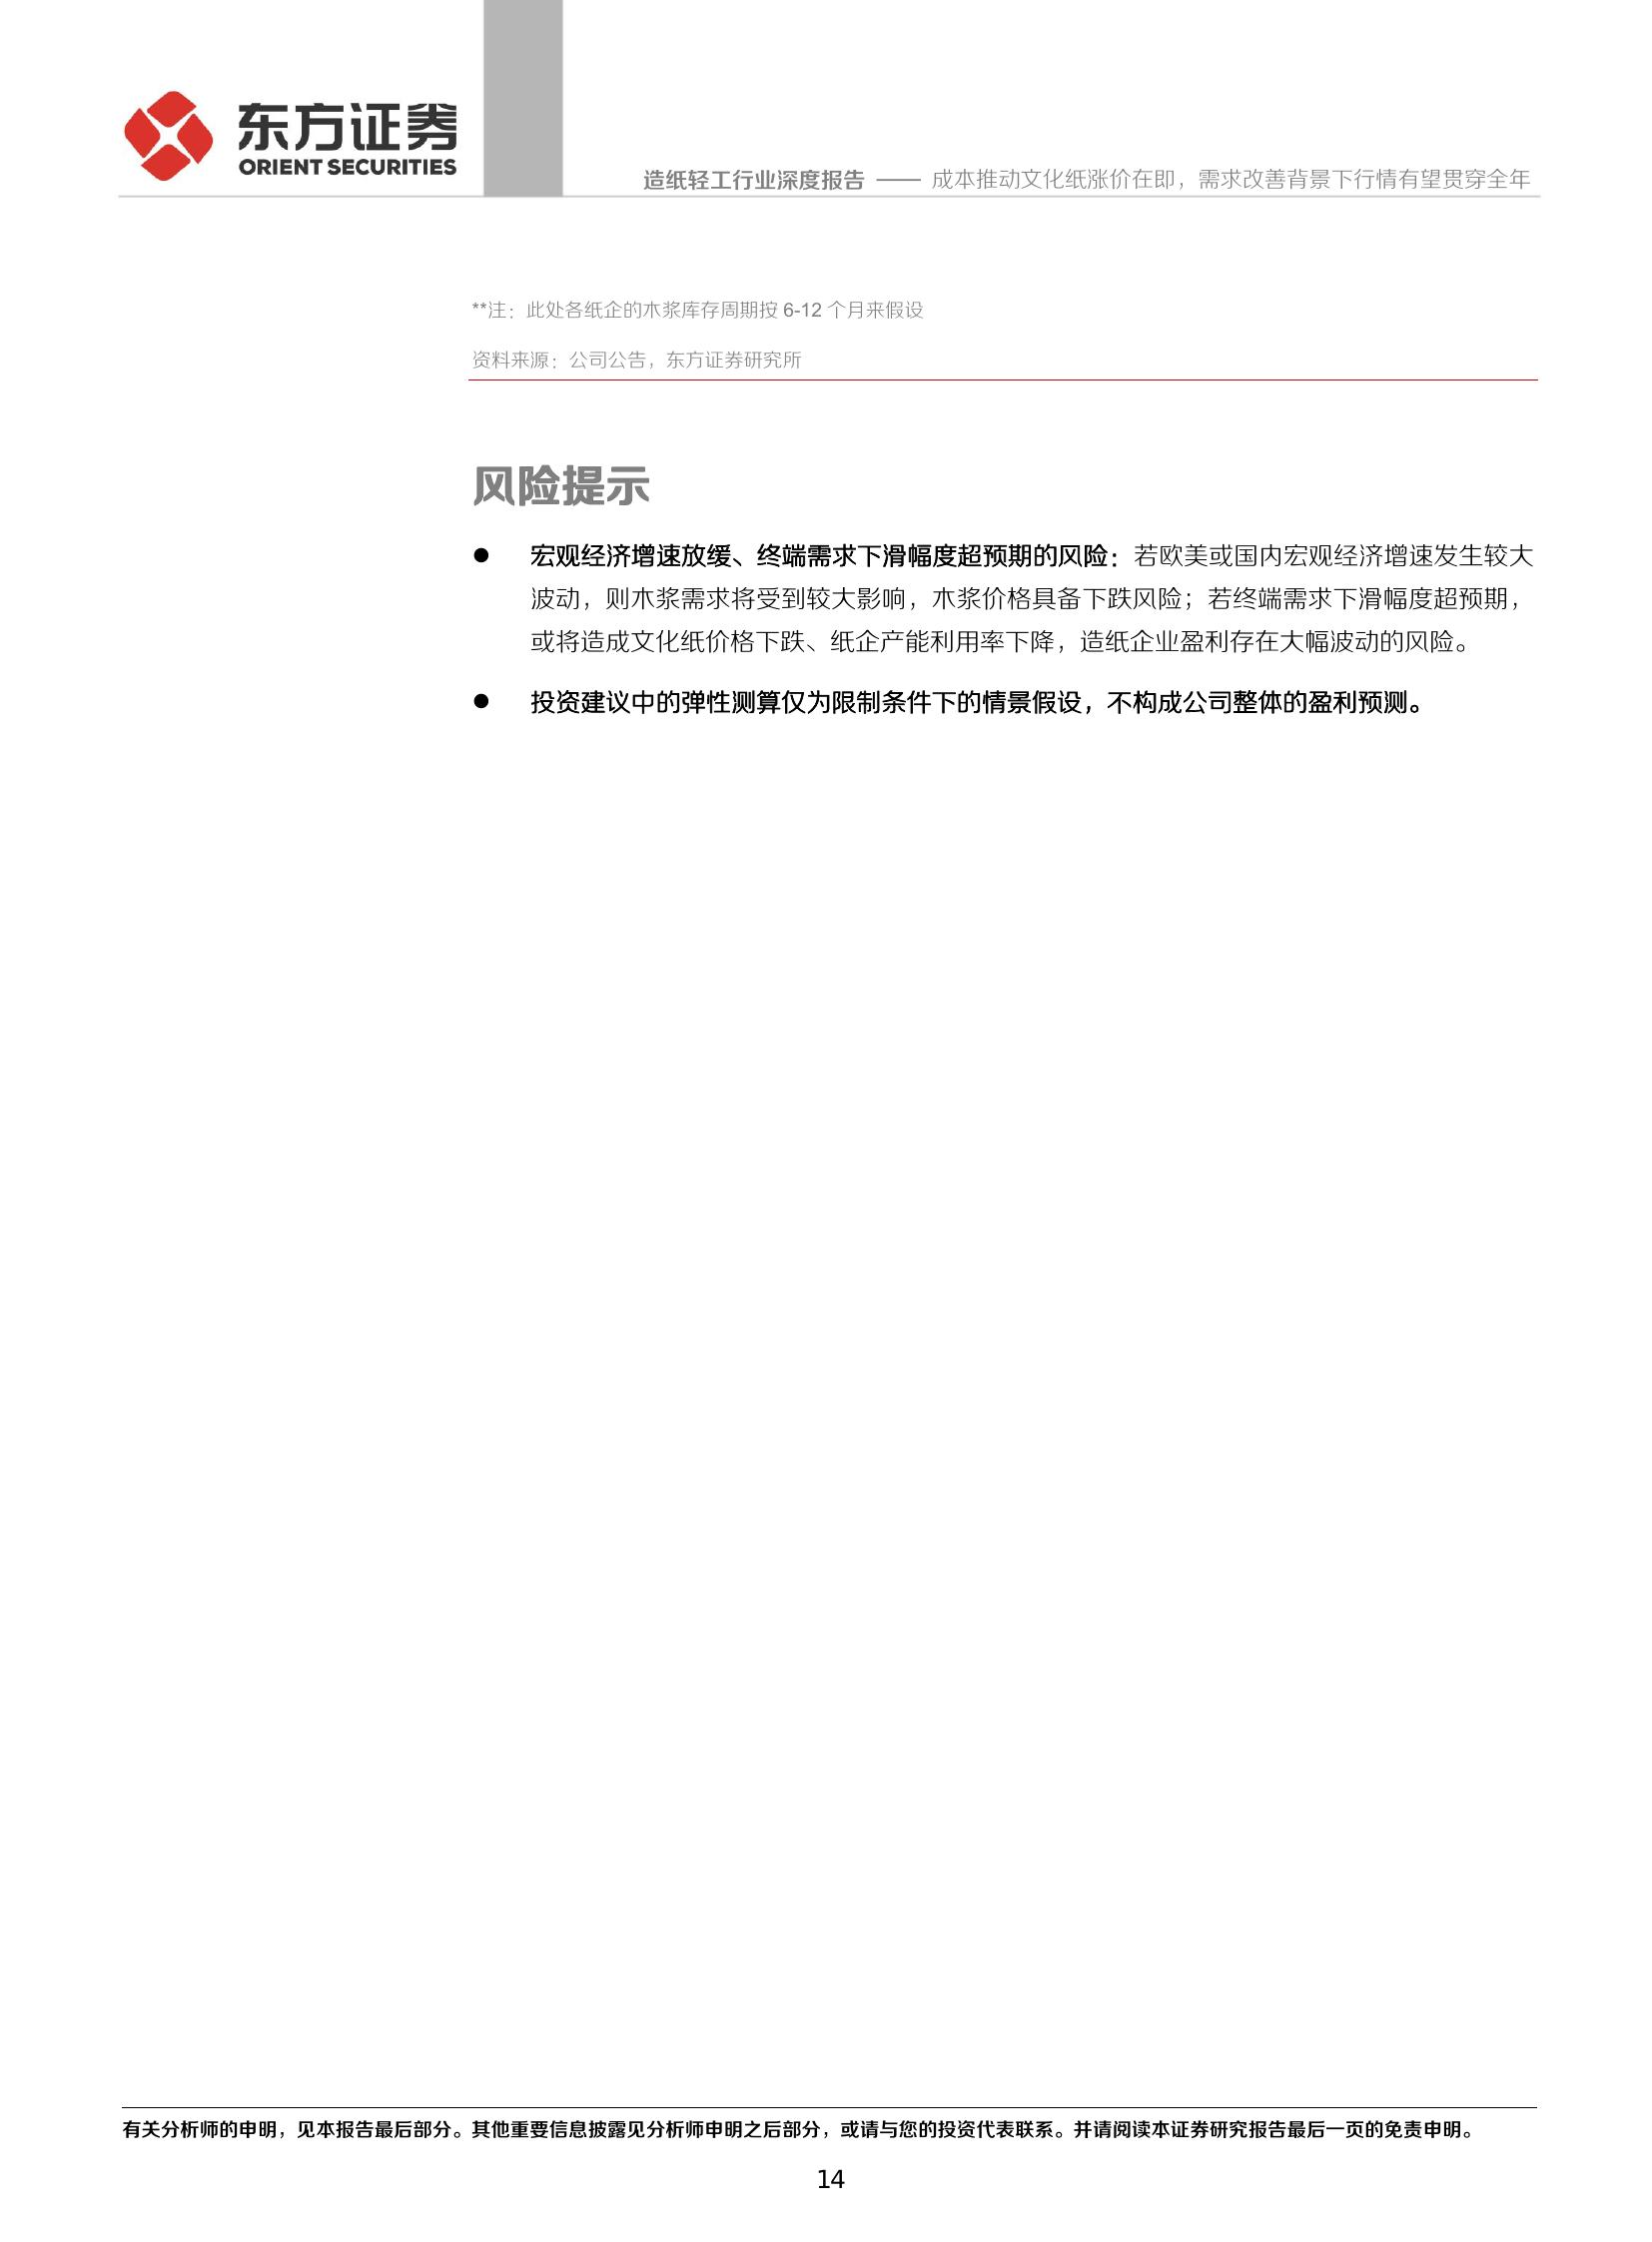 东方证券
ORIENT SECURITIES
造纸轻工行业深度报告 —— 成本推动文化纸涨价在即，需求改善背景下行情有望贯穿全年
**注：此处各纸企的木浆库存周期按 6-12 个月来假设
资料来源：公司公告，东方证券研究所
风险提示
● 宏观经济增速放缓、终端需求下滑幅度超预期的风险：若欧美或国内宏观经济增速发生较大
波动，则木浆需求将受到较大影响，木浆价格具备下跌风险；若终端需求下滑幅度超预期，
或将造成文化纸价格下跌、纸企产能利用率下降，造纸企业盈利存在大幅波动的风险。
● 投资建议中的弹性测算仅为限制条件下的情景假设，不构成公司整体的盈利预测。
有关分析师的申明，见本报告最后部分。其他重要信息披露见分析师申明之后部分，或请与您的投资代表联系。并请阅读本证券研究报告最后一页的免责申明。
14